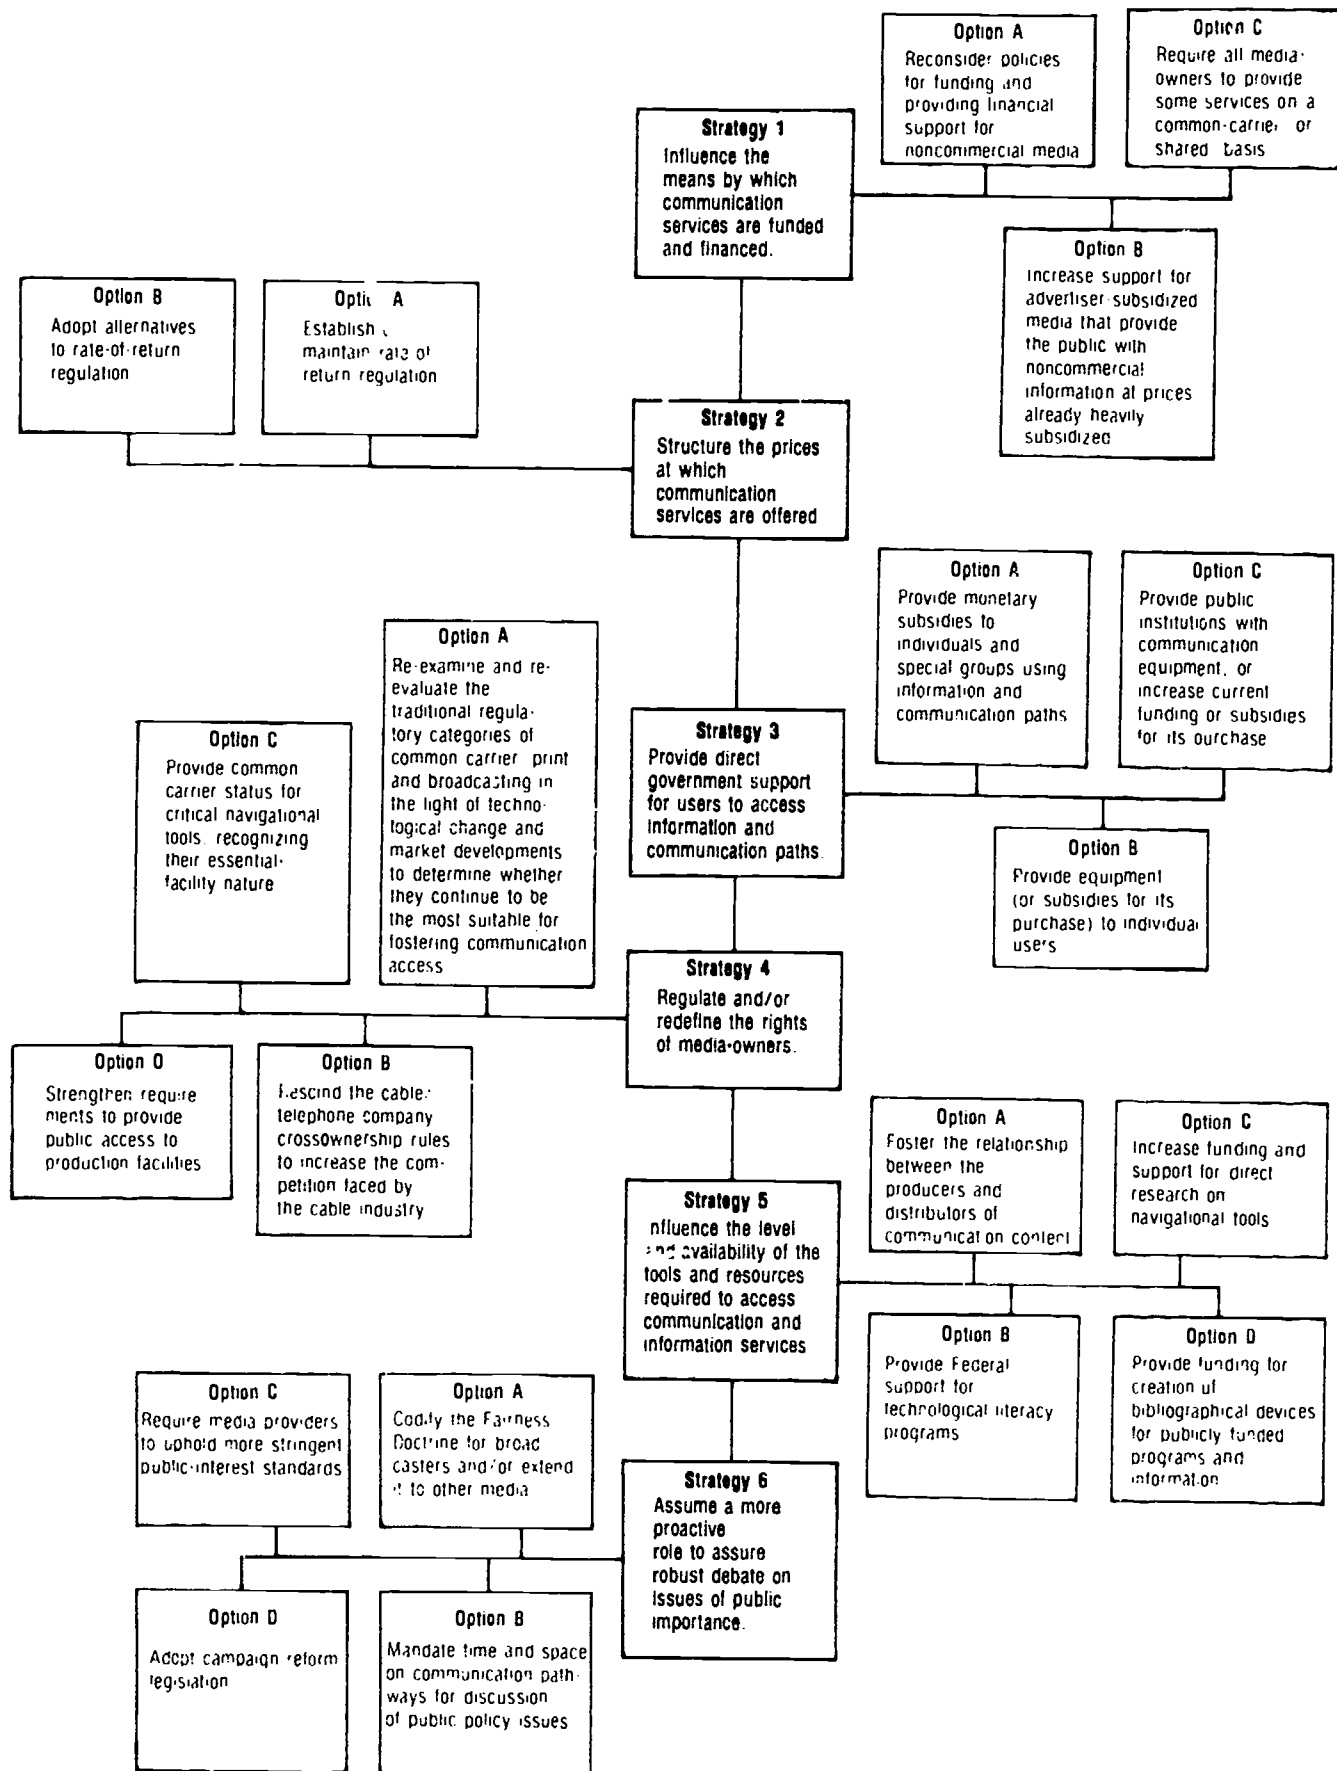 Option A
Reconsider policies
for funding and
providing financial
support for
noncommercial media
Option C
Require all media-
owners to provide
some services on a
common-carrier or
shared basis
Strategy 1
Influence the
means by which
communication
services are funded
and financed.
Option B
Increase support for
advertiser-subsidized
media that provide
the public with
noncommercial
information at prices
already heavily
subsidized
Option B
Adopt alternatives
to rate-of-return
regulation
Option A
Establish
maintain rate of
return regulation
Strategy 2
Structure the prices
at which
communication
services are offered
Option A
Provide monetary
subsidies to
individuals and
special groups using
information and
communication paths
Option C
Provide public
institutions with
communication
equipment, or
increase current
funding or subsidies
for its purchase
Option A
Re-examine and re-
evaluate the
traditional regula-
tory categories of
common carrier print
and broadcasting in
the light of techno-
logical change and
market developments
to determine whether
they continue to be
the most suitable for
fostering communication
access
Option C
Provide common
carrier status for
critical navigational
tools, recognizing
their essential-
facility nature
Strategy 3
Provide direct
government support
for users to access
information and
communication paths.
Option B
Provide equipment
(or subsidies for its
purchase) to individual
users
Strategy 4
Regulate and/or
redefine the rights
of media-owners.
Option D
Strengthen require
ments to provide
public access to
production facilities
Option B
Rescind the cable-
telephone company
crossownership rules
to increase the com-
petition faced by
the cable industry
Option A
Foster the relationship
between the
producers and
distributors of
communication content
Option C
Increase funding and
support for direct
research on
navigational tools
Strategy 5
nfluence the level
and availability of the
tools and resources
required to access
communication and
information services
Option B
Provide Federal
support for
technological literacy
programs
Option D
Provide funding for
creation of
bibliographical devices
for publicly funded
programs and
information
Option C
Require media providers
to uphold more stringent
public-interest standards
Option A
Codify the Fairness
Doctrine for broad
casters and/or extend
it to other media
Strategy 6
Assume a more
proactive
role to assure
robust debate on
issues of public
importance.
Option D
Adopt campaign reform
legislation
Option B
Mandate time and space
on communication path-
ways for discussion
of public policy issues